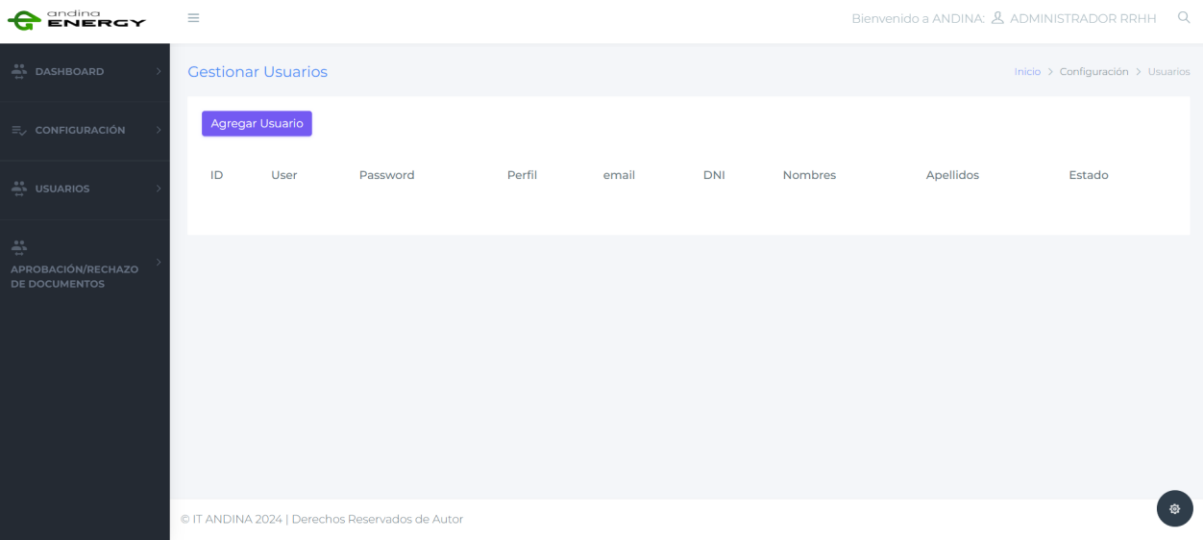 andina
ENERGY
Bienvenido a ANDINA: ADMINISTRADOR RRHH
DASHBOARD
CONFIGURACIÓN
USUARIOS
APROBACIÓN/RECHAZO
DE DOCUMENTOS
Gestionar Usuarios
Inicio > Configuración > Usuarios
Agregar Usuario
ID User Password Perfil email DNI Nombres Apellidos Estado
© IT ANDINA 2024 | Derechos Reservados de Autor